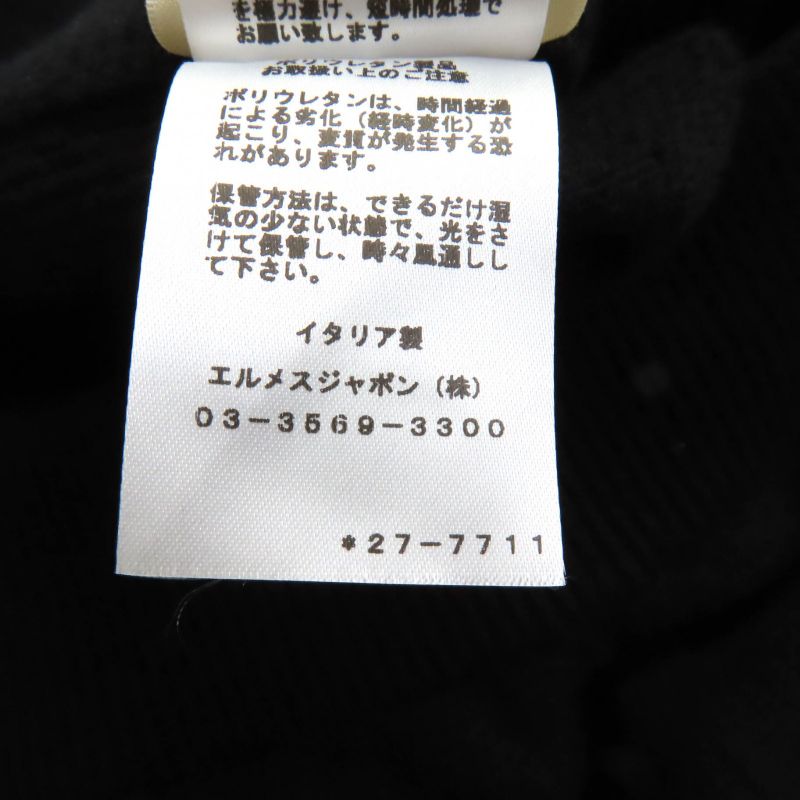 を極力避け、短時間処理で
お願い致します。
ポリウレタン製品
お取扱い上のご注意
ポリウレタンは、時間経過
による劣化（経時変化）が
起こり、変質が発生する恐
れがあります。
保管方法は、できるだけ湿
気の少ない状態で、光をさ
けて保管し、時々風通しし
て下さい。
イタリア製
エルメスジャポン（株）
03-3569-3300
*27-7711